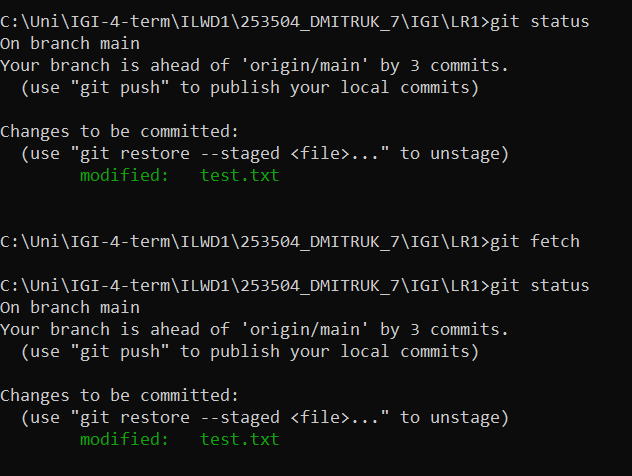 C:\Uni\IGI-4-term\ILWD1\253504_DMITRUK_7\IGI\LR1>git status
On branch main
Your branch is ahead of 'origin/main' by 3 commits.
  (use "git push" to publish your local commits)

Changes to be committed:
  (use "git restore --staged <file>..." to unstage)
        modified:   test.txt

C:\Uni\IGI-4-term\ILWD1\253504_DMITRUK_7\IGI\LR1>git fetch

C:\Uni\IGI-4-term\ILWD1\253504_DMITRUK_7\IGI\LR1>git status
On branch main
Your branch is ahead of 'origin/main' by 3 commits.
  (use "git push" to publish your local commits)

Changes to be committed:
  (use "git restore --staged <file>..." to unstage)
        modified:   test.txt